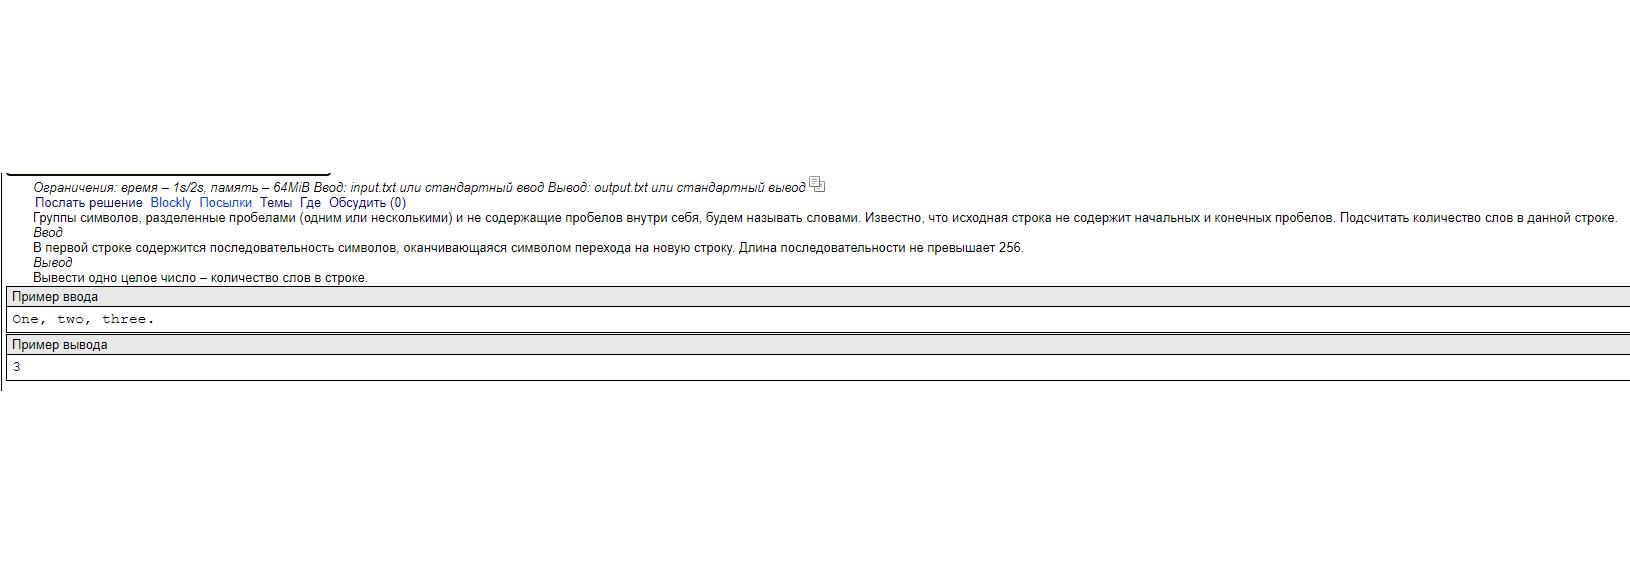 Ограничения: время – 1s/2s, память – 64MiB Ввод: input.txt или стандартный ввод Вывод: output.txt или стандартный вывод
Послать решение Blockly Посылки Темы Где Обсудить (0)
Группы символов, разделенные пробелами (одним или несколькими) и не содержащие пробелов внутри себя, будем называть словами. Известно, что исходная строка не содержит начальных и конечных пробелов. Подсчитать количество слов в данной строке.
Ввод
В первой строке содержится последовательность символов, оканчивающаяся символом перехода на новую строку. Длина последовательности не превышает 256.
Вывод
Вывести одно целое число – количество слов в строке.
Пример ввода
One, two, three.
Пример вывода
3